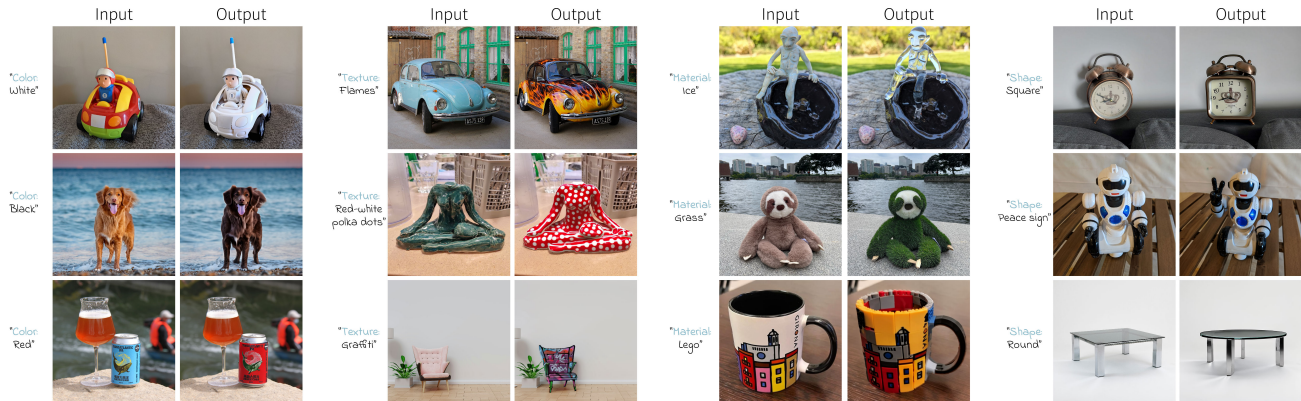 Input Output Input Output Input Output Input Output
"Color:
White"
"Texture:
Flames"
"Material:
Ice"
"Shape:
Square"
"Color:
Black"
"Texture:
Red-white
polka dots"
"Material:
Grass"
"Shape:
Peace sign"
"Color:
Red"
"Texture:
Graffiti"
"Material:
Lego"
"Shape:
Round"
GIRONA